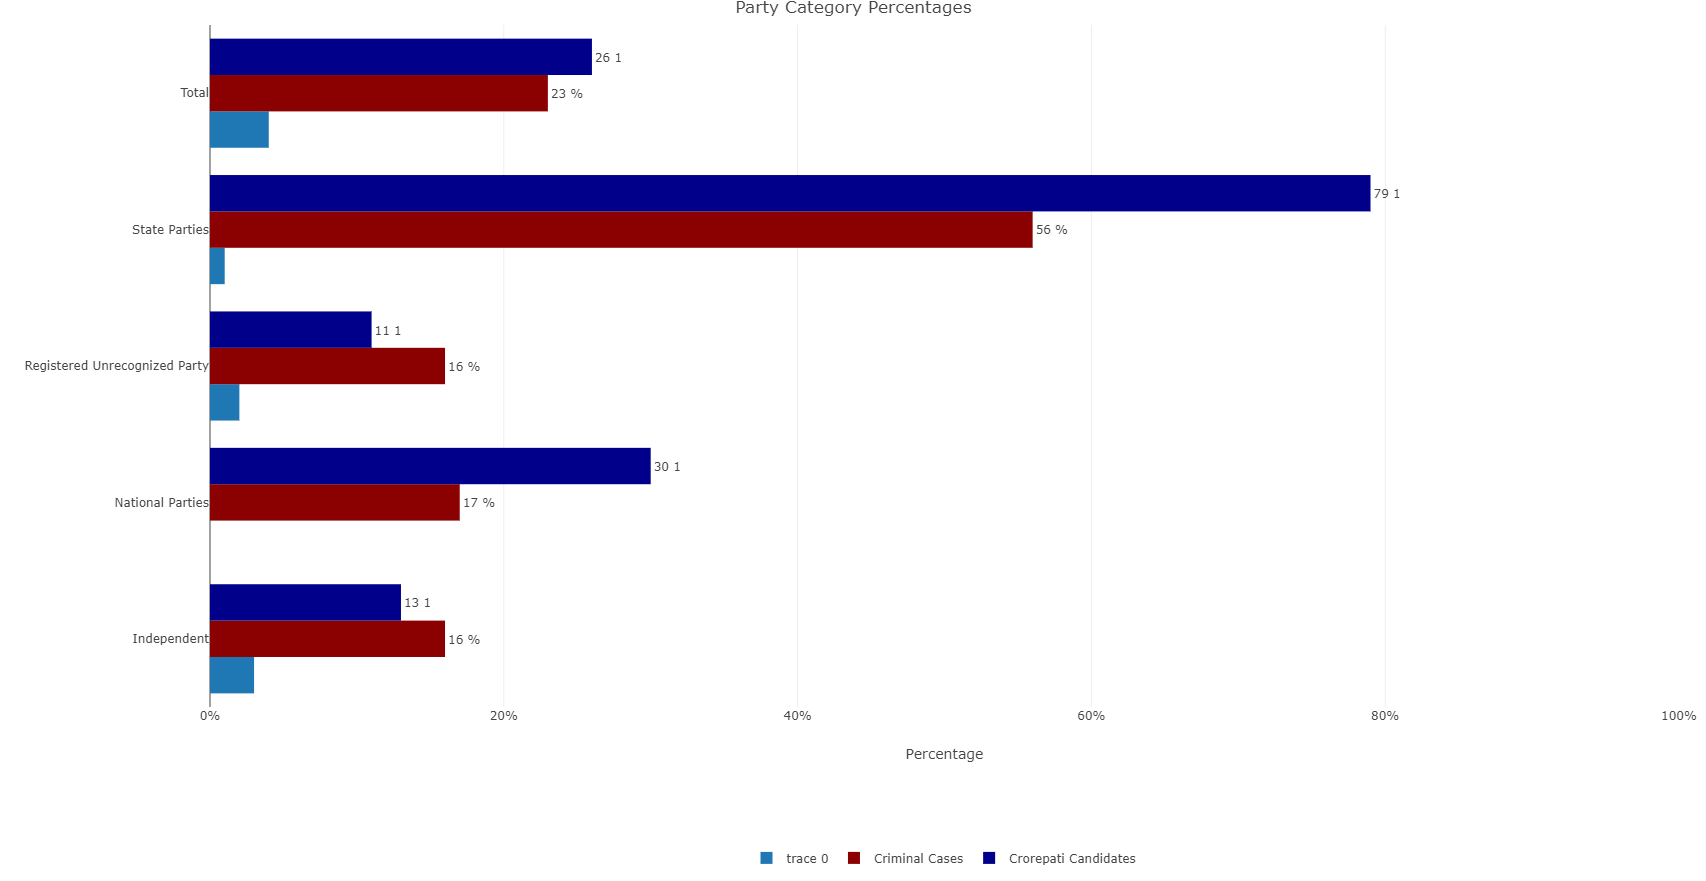 Party Category Percentages
26 1
Total
23 %
79 1
State Parties
56 %
11 1
Registered Unrecognized Party
16 %
30 1
National Parties
17 %
13 1
Independent
16 %
0%
20%
40%
60%
80%
100%
Percentage
trace 0
Criminal Cases
Crorepati Candidates